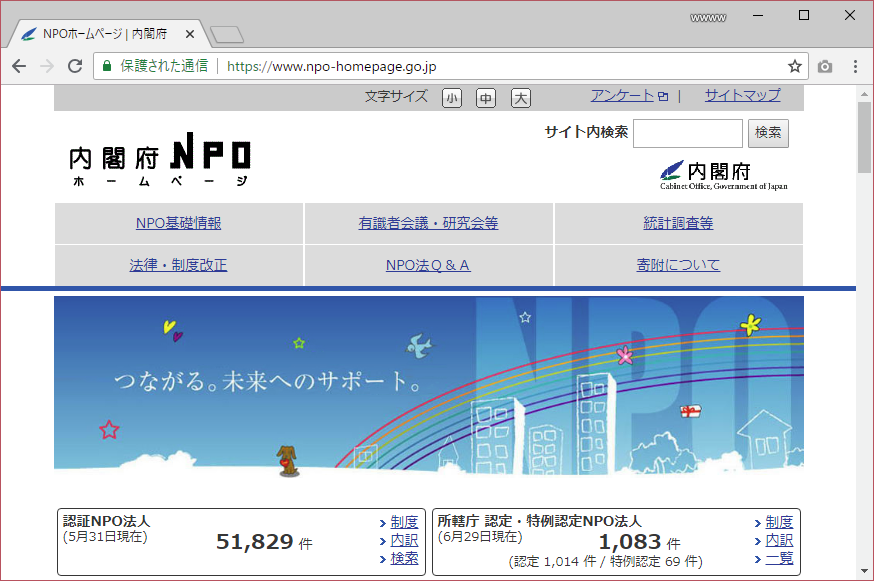 wwww
NPOホームページ | 内閣府
保護された通信 | https://www.npo-homepage.go.jp
文字サイズ 小 中 大 アンケート | サイトマップ
サイト内検索 検索
内閣府NPO
ホームページ
内閣府
Cabinet Office, Government of Japan
NPO基礎情報 有識者会議・研究会等 統計調査等
法律・制度改正 NPO法Q＆A 寄附について
NPO
つながる。未来へのサポート。
認証NPO法人
(5月31日現在)
51,829 件
制度
内訳
検索
所轄庁 認定・特例認定NPO法人
(6月29日現在)
1,083 件
(認定 1,014 件 / 特例認定 69 件)
制度
内訳
一覧